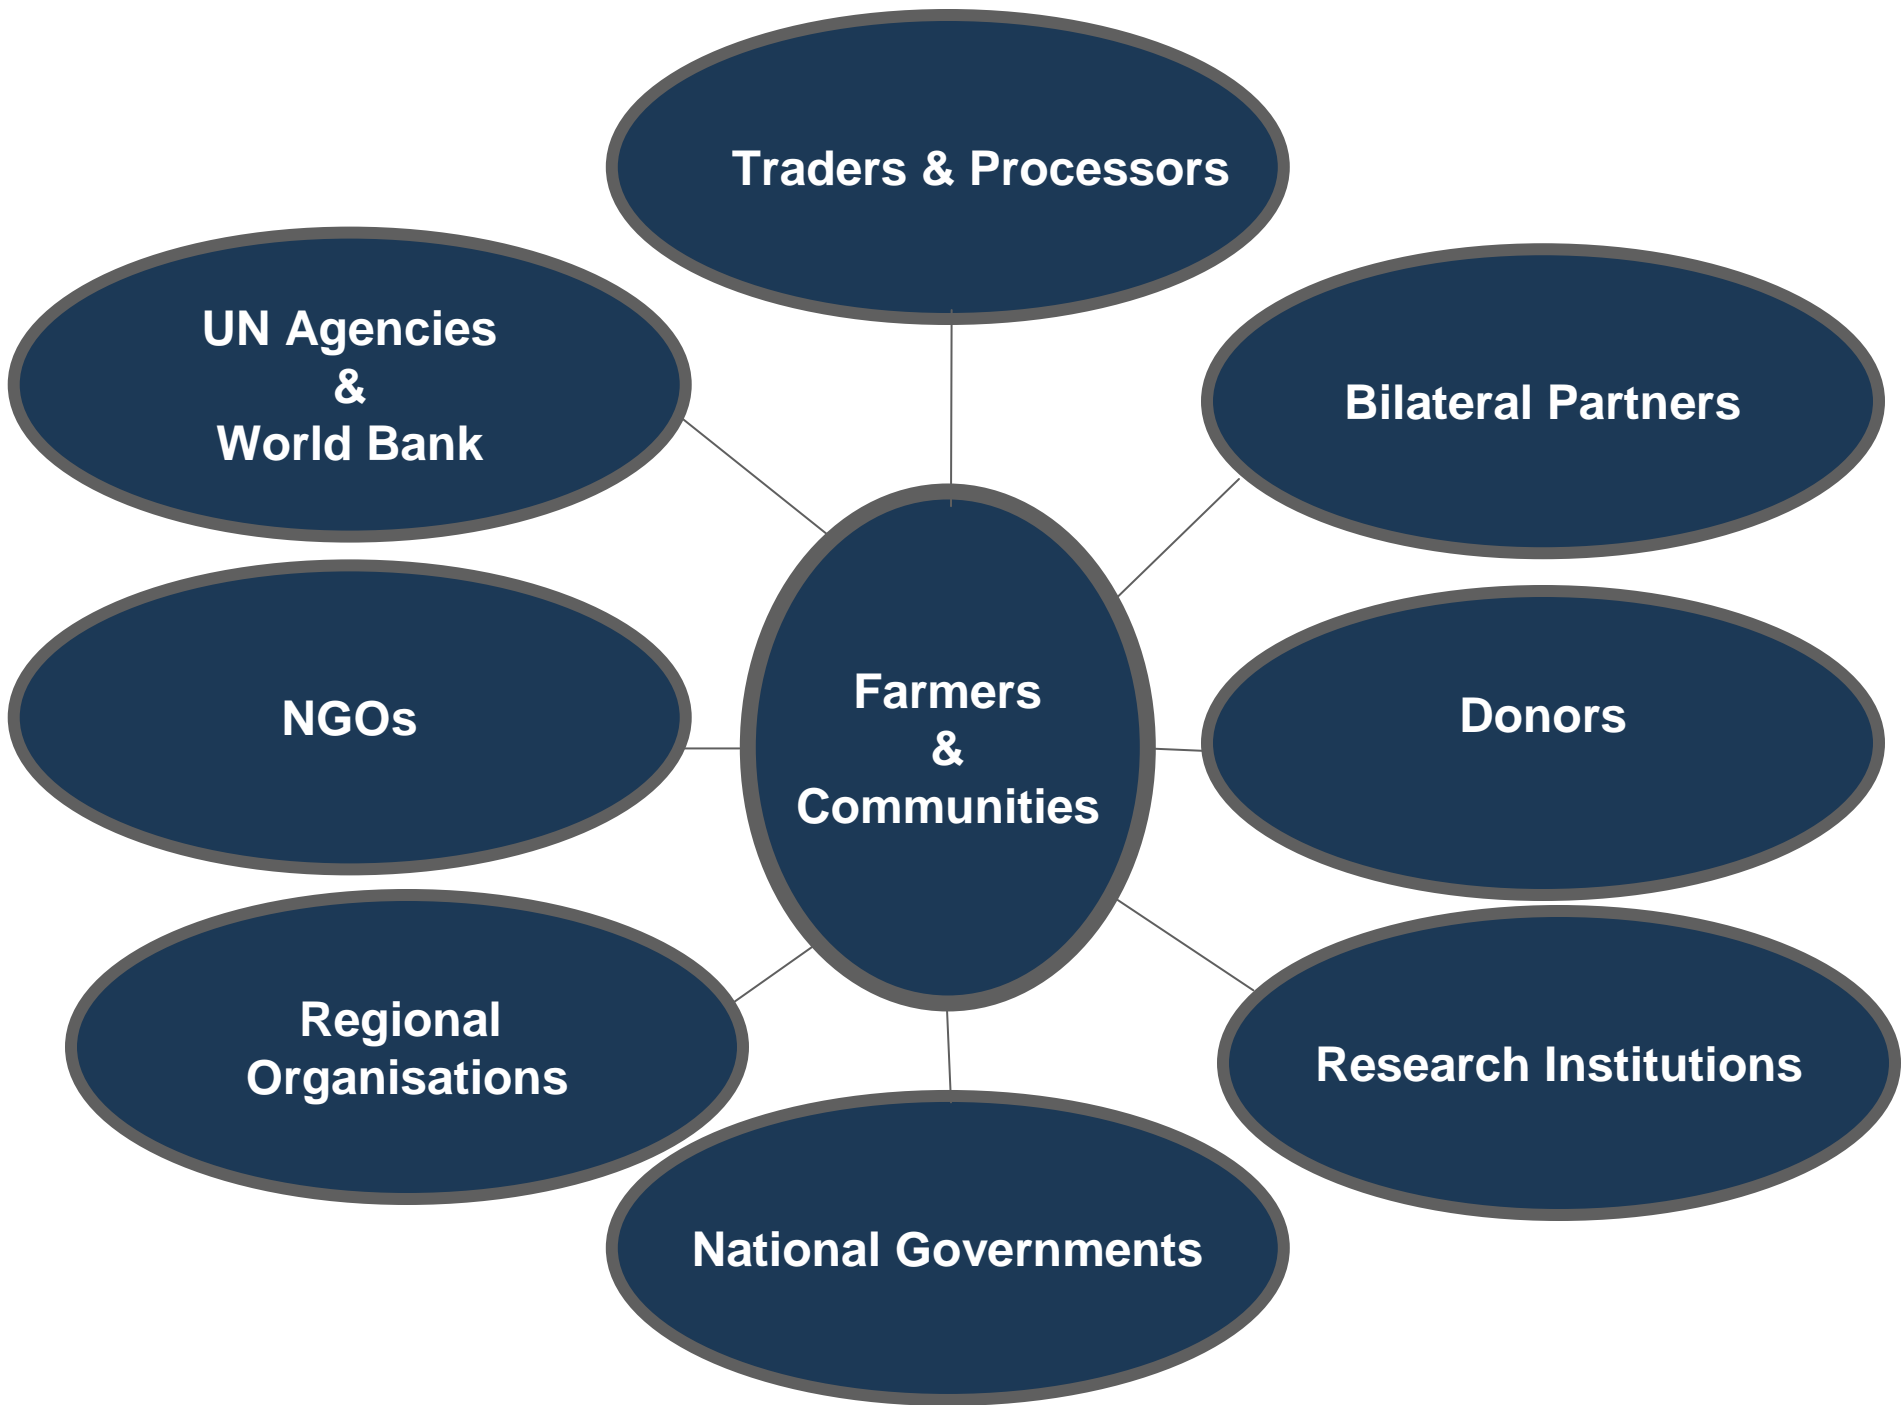 Traders & Processors
UN Agencies
&
World Bank
Bilateral Partners
NGOs
Farmers
&
Communities
Donors
Regional
Organisations
Research Institutions
National Governments